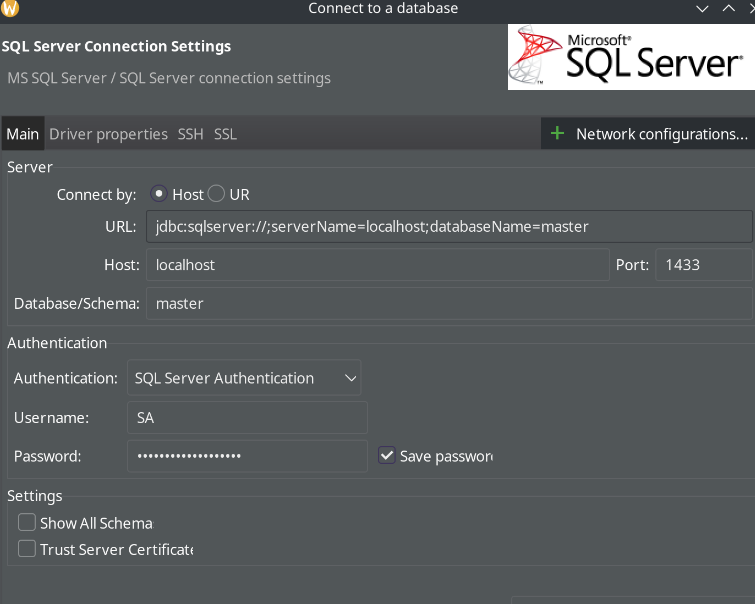 W Connect to a database
SQL Server Connection Settings
MS SQL Server / SQL Server connection settings
Microsoft®
SQL Server®
™
Main Driver properties SSH SSL + Network configurations...
Server
Connect by: Host UR
URL: jdbc:sqlserver://;serverName=localhost;databaseName=master
Host: localhost Port: 1433
Database/Schema: master
Authentication
Authentication: SQL Server Authentication
Username: SA
Password: ••••••••••••••••••• Save password
Settings
Show All Schema
Trust Server Certificate